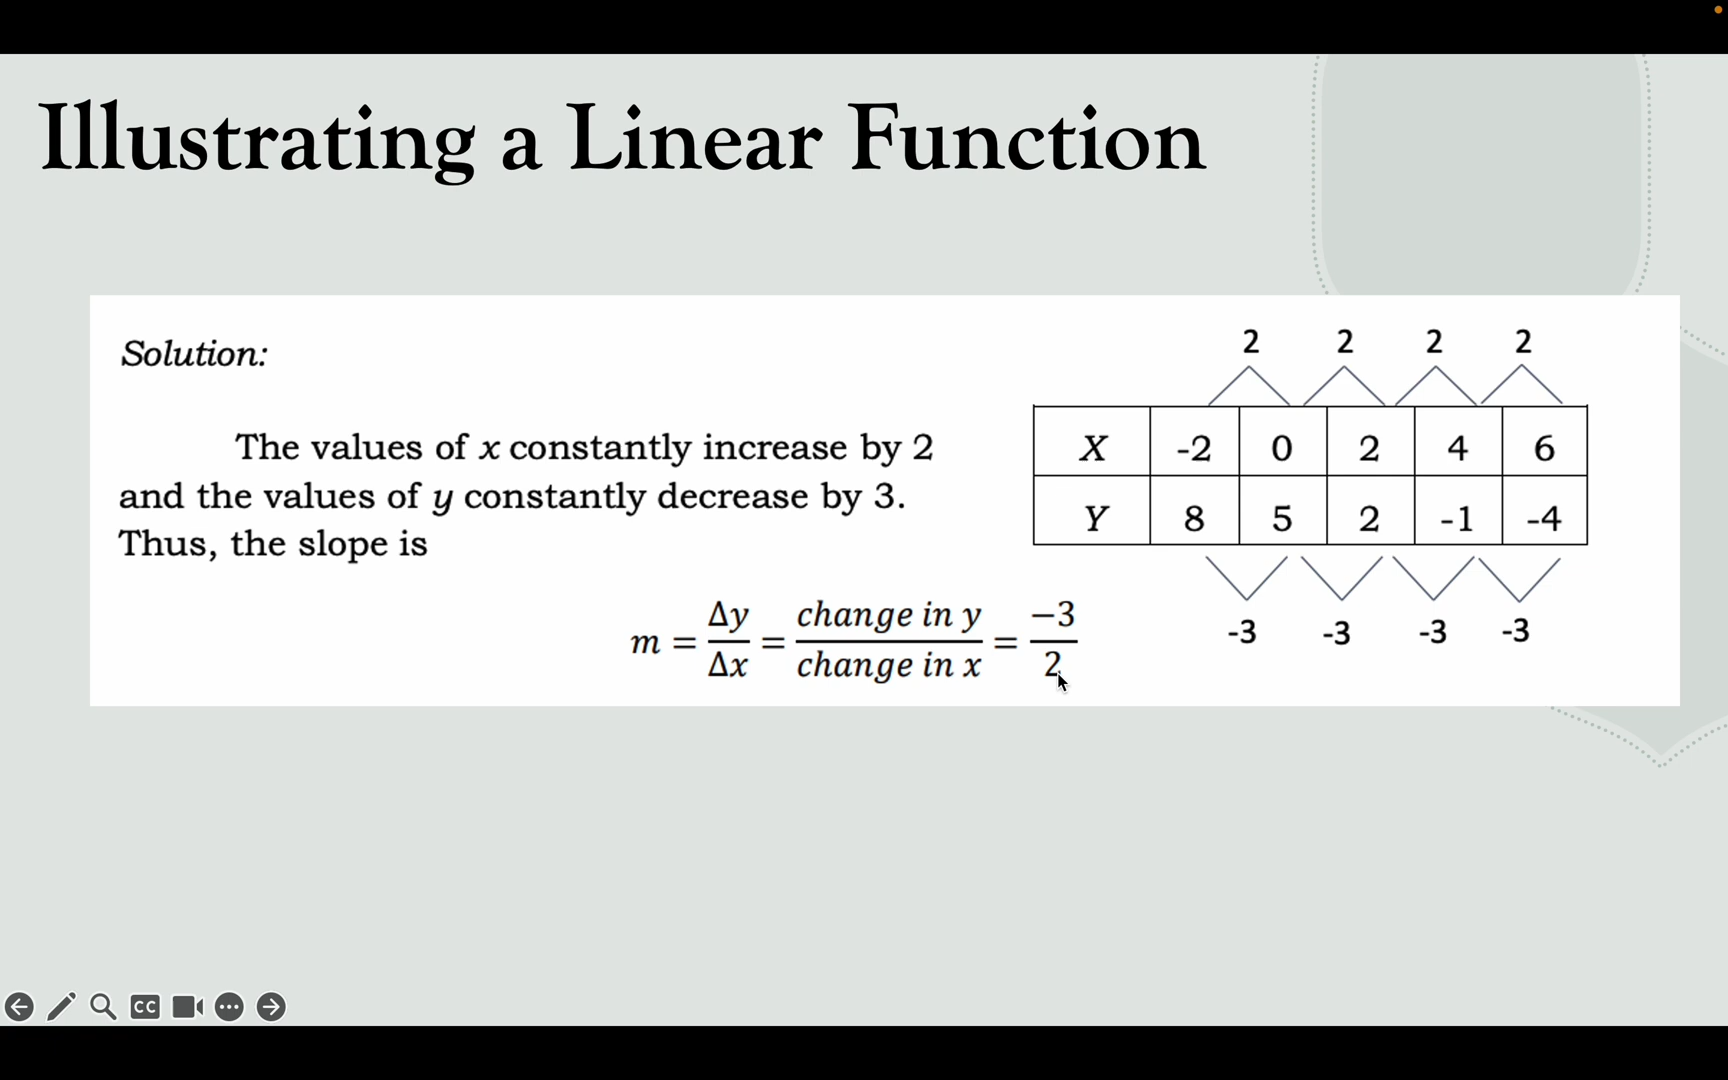 Illustrating a Linear Function
Solution:
The values of x constantly increase by 2
and the values of y constantly decrease by 3.
Thus, the slope is
m = Δy/Δx = change in y/change in x = −3/2
2 2 2 2
X -2 0 2 4 6
Y 8 5 2 -1 -4
-3 -3 -3 -3
CC